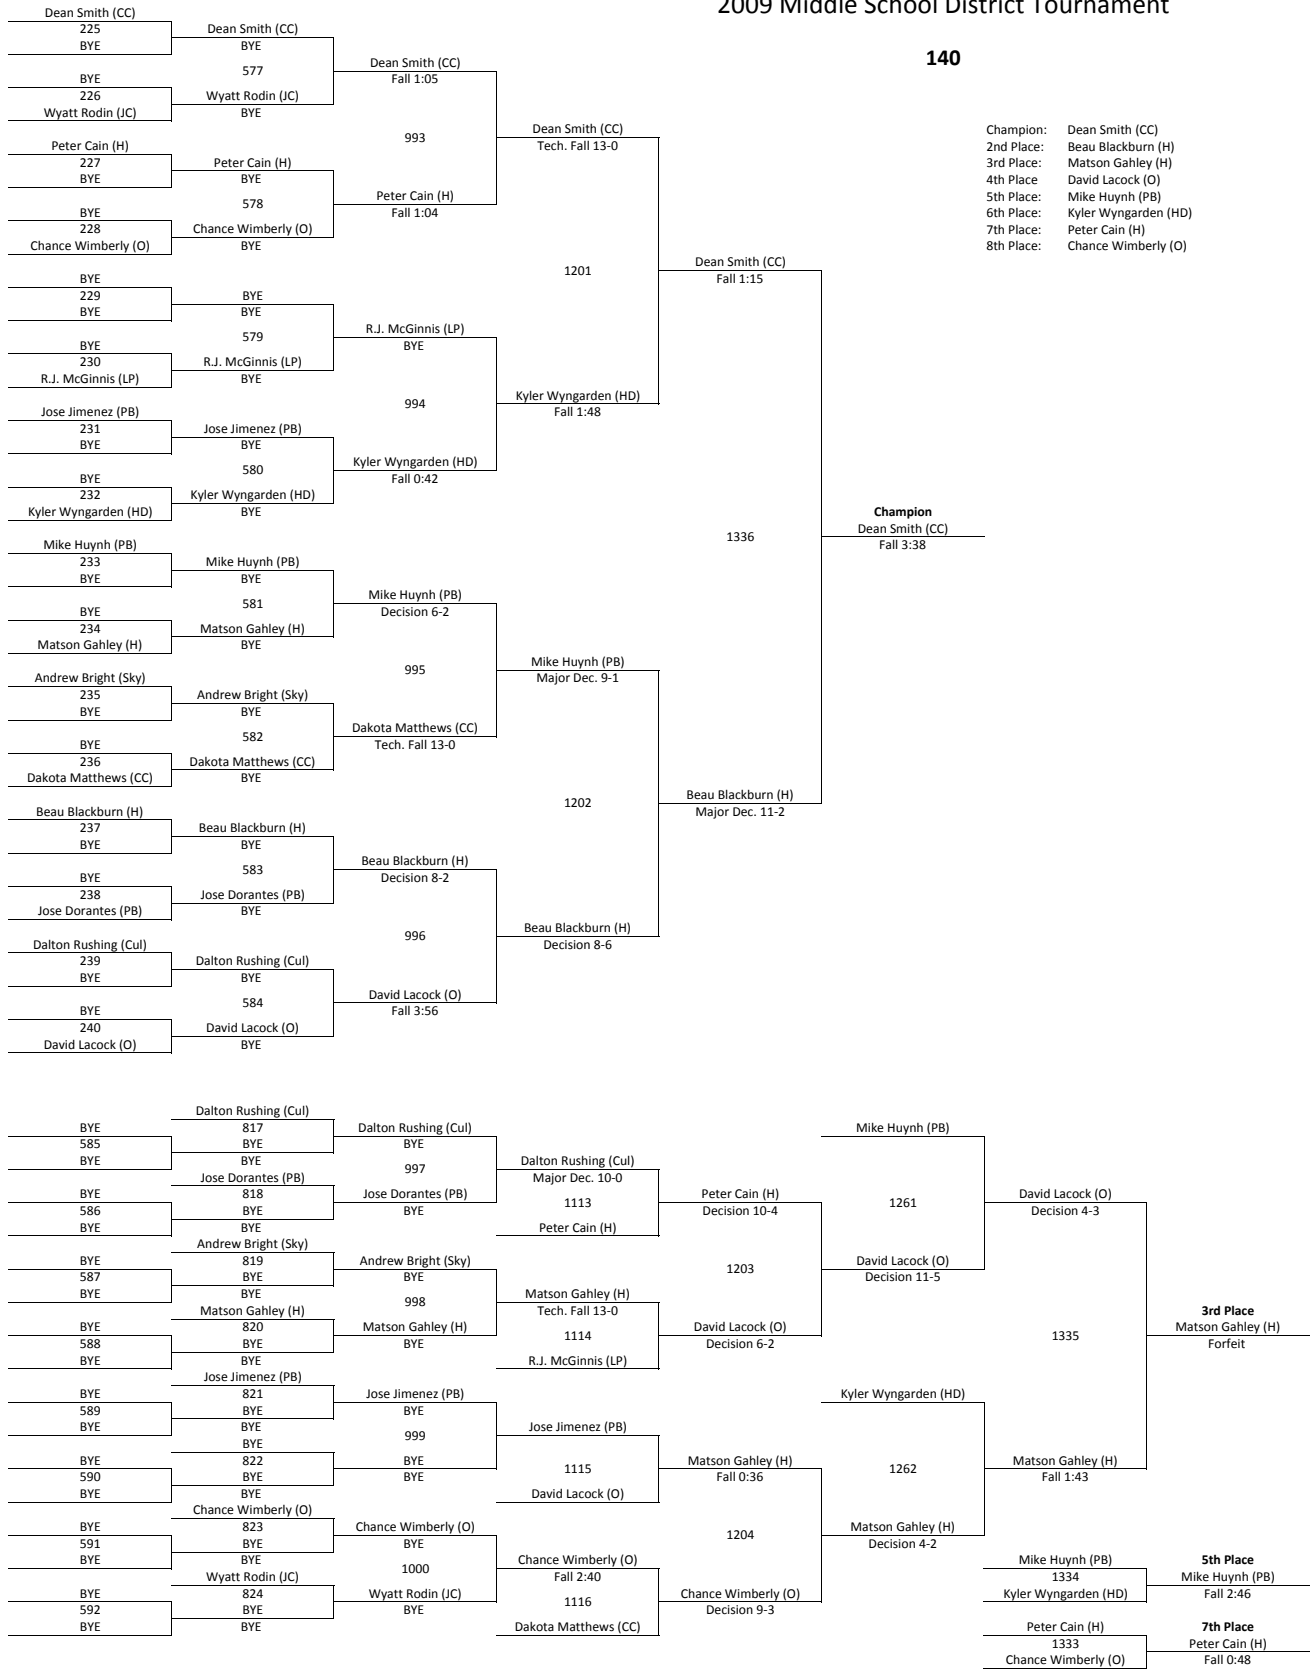 2009 Middle School District Tournament
140
Champion: Dean Smith (CC)
2nd Place: Beau Blackburn (H)
3rd Place: Matson Gahley (H)
4th Place David Lacock (O)
5th Place: Mike Huynh (PB)
6th Place: Kyler Wyngarden (HD)
7th Place: Peter Cain (H)
8th Place: Chance Wimberly (O)
Dean Smith (CC)
225
BYE
BYE
226
Wyatt Rodin (JC)
Peter Cain (H)
227
BYE
BYE
228
Chance Wimberly (O)
BYE
229
BYE
BYE
230
R.J. McGinnis (LP)
Jose Jimenez (PB)
231
BYE
BYE
232
Kyler Wyngarden (HD)
Mike Huynh (PB)
233
BYE
BYE
234
Matson Gahley (H)
Andrew Bright (Sky)
235
BYE
BYE
236
Dakota Matthews (CC)
Beau Blackburn (H)
237
BYE
BYE
238
Jose Dorantes (PB)
Dalton Rushing (Cul)
239
BYE
BYE
240
David Lacock (O)
Dean Smith (CC)
BYE
577
Wyatt Rodin (JC)
BYE
Peter Cain (H)
BYE
578
Chance Wimberly (O)
BYE
BYE
BYE
579
R.J. McGinnis (LP)
BYE
Jose Jimenez (PB)
BYE
580
Kyler Wyngarden (HD)
BYE
Mike Huynh (PB)
BYE
581
Matson Gahley (H)
BYE
Andrew Bright (Sky)
BYE
582
Dakota Matthews (CC)
BYE
Beau Blackburn (H)
BYE
583
Jose Dorantes (PB)
BYE
Dalton Rushing (Cul)
BYE
584
David Lacock (O)
BYE
Dean Smith (CC)
Fall 1:05
993
Peter Cain (H)
Fall 1:04
R.J. McGinnis (LP)
BYE
994
Kyler Wyngarden (HD)
Fall 0:42
Mike Huynh (PB)
Decision 6-2
995
Dakota Matthews (CC)
Tech. Fall 13-0
Beau Blackburn (H)
Decision 8-2
996
David Lacock (O)
Fall 3:56
Dean Smith (CC)
Tech. Fall 13-0
1201
Kyler Wyngarden (HD)
Fall 1:48
Mike Huynh (PB)
Major Dec. 9-1
1202
Beau Blackburn (H)
Decision 8-6
Dean Smith (CC)
Fall 1:15
1336
Beau Blackburn (H)
Major Dec. 11-2
Champion
Dean Smith (CC)
Fall 3:38
BYE
585
BYE
BYE
586
BYE
BYE
587
BYE
BYE
588
BYE
BYE
589
BYE
BYE
590
BYE
BYE
591
BYE
BYE
592
BYE
Dalton Rushing (Cul)
817
BYE
BYE
Jose Dorantes (PB)
818
BYE
BYE
Andrew Bright (Sky)
819
BYE
BYE
Matson Gahley (H)
820
BYE
BYE
Jose Jimenez (PB)
821
BYE
BYE
BYE
822
BYE
BYE
Chance Wimberly (O)
823
BYE
BYE
Wyatt Rodin (JC)
824
BYE
BYE
Dalton Rushing (Cul)
BYE
997
Jose Dorantes (PB)
BYE
Andrew Bright (Sky)
BYE
998
Matson Gahley (H)
BYE
Jose Jimenez (PB)
BYE
999
BYE
BYE
Chance Wimberly (O)
BYE
1000
Wyatt Rodin (JC)
BYE
Dalton Rushing (Cul)
Major Dec. 10-0
1113
Peter Cain (H)
Matson Gahley (H)
Tech. Fall 13-0
1114
R.J. McGinnis (LP)
Jose Jimenez (PB)
1115
David Lacock (O)
Chance Wimberly (O)
Fall 2:40
1116
Dakota Matthews (CC)
Peter Cain (H)
Decision 10-4
1203
David Lacock (O)
Decision 6-2
Matson Gahley (H)
Fall 0:36
1204
Chance Wimberly (O)
Decision 9-3
Mike Huynh (PB)
1261
David Lacock (O)
Decision 11-5
Kyler Wyngarden (HD)
1262
Matson Gahley (H)
Decision 4-2
David Lacock (O)
Decision 4-3
1335
Matson Gahley (H)
Fall 1:43
3rd Place
Matson Gahley (H)
Forfeit
Mike Huynh (PB)
1334
Kyler Wyngarden (HD)
5th Place
Mike Huynh (PB)
Fall 2:46
Peter Cain (H)
1333
Chance Wimberly (O)
7th Place
Peter Cain (H)
Fall 0:48